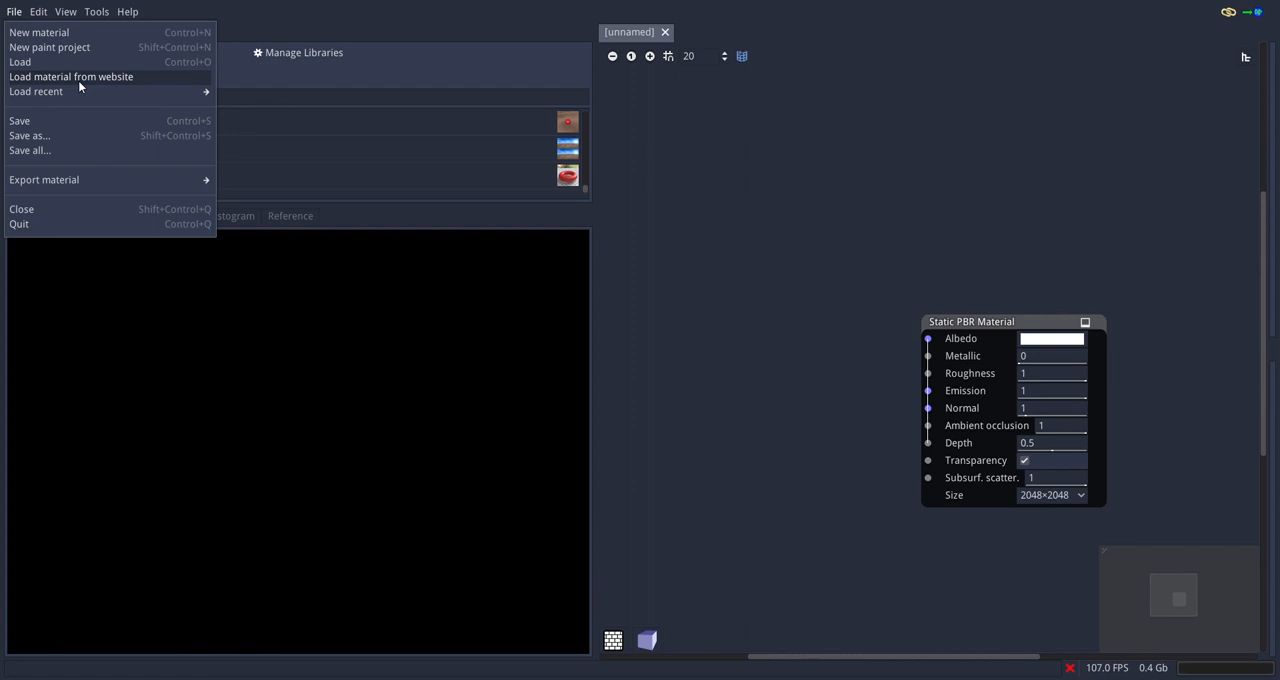 File Edit View Tools Help
New material Control+N
New paint project Shift+Control+N
Load Control+O
Load material from website
Load recent
Save Control+S
Save as... Shift+Control+S
Save all...
Export material
Close Shift+Control+Q
Quit Control+Q
Manage Libraries
stogram Reference
[unnamed]
1 20
Static PBR Material
Albedo
Metallic 0
Roughness 1
Emission 1
Normal 1
Ambient occlusion 1
Depth 0.5
Transparency
Subsurf. scatter. 1
Size 2048×2048
107.0 FPS 0.4 Gb